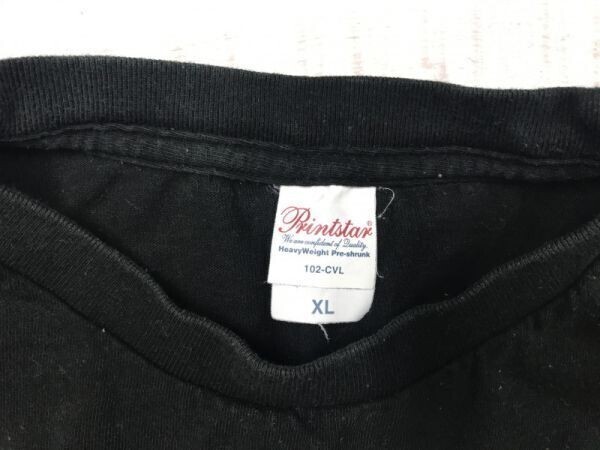 Printstar®
We are confident of Quality.
HeavyWeight Pre-shrunk
102-CVL
XL